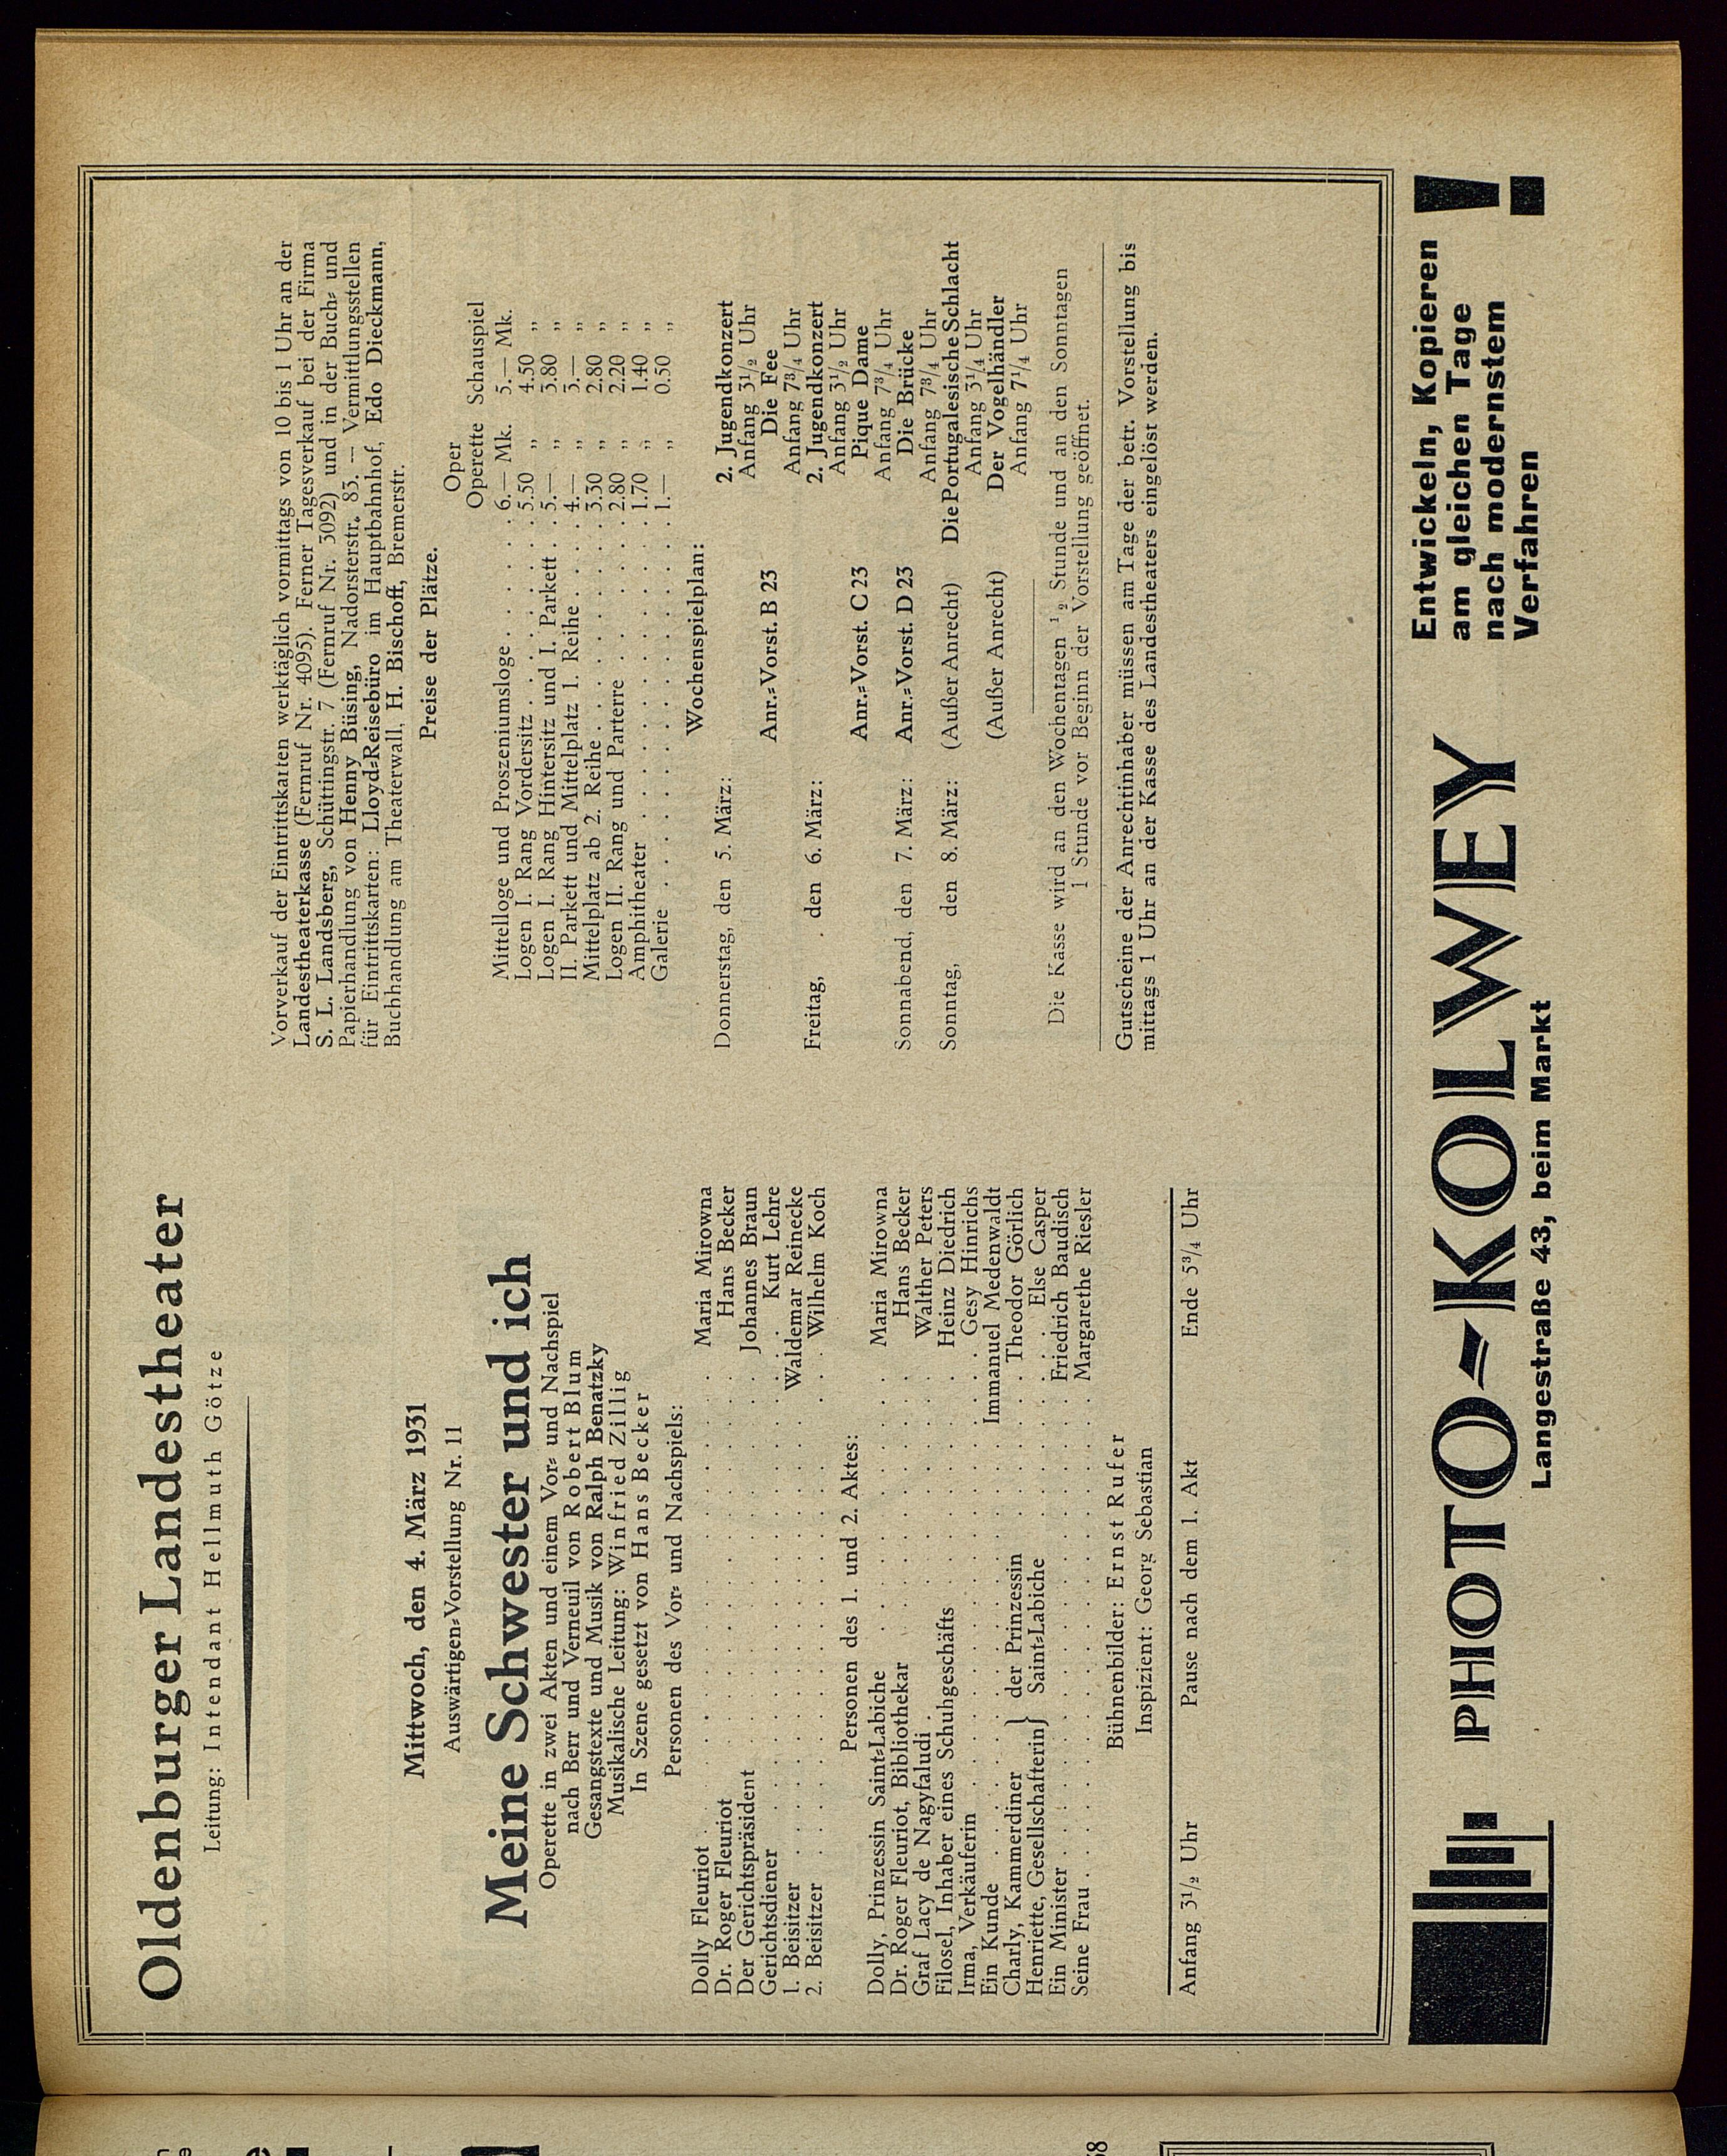 Oldenburger Landestheater
Leitung: Intendant Hellmuth Götze
Mittwoch, den 4. März 1931
Auswärtigen-Vorstellung Nr. 11
Meine Schwester und ich
Operette in zwei Akten und einem Vor- und Nachspiel
nach Berr und Verneuil von Robert Blum
Gesangstexte und Musik von Ralph Benatzky
Musikalische Leitung: Winfried Zillig
In Szene gesetzt von Hans Becker
Personen des Vor- und Nachspiels:
Dolly Fleuriot . . . . . Maria Mirowna
Dr. Roger Fleuriot . . . . . Hans Becker
Der Gerichtspräsident . . . . . Johannes Braun
Gerichtsdiener . . . . . Kurt Lehre
1. Beisitzer . . . . . Waldemar Reinecke
2. Beisitzer . . . . . Wilhelm Koch
Personen des 1. und 2. Aktes:
Dolly, Prinzessin Saint-Labiche . . . . . Maria Mirowna
Dr. Roger Fleuriot, Bibliothekar . . . . . Hans Becker
Graf Lacy de Nagyfaludi . . . . . Walther Peters
Filosel, Inhaber eines Schuhgeschäfts . . . . . Heinz Diedrich
Irma, Verkäuferin . . . . . Gesy Hinrichs
Ein Kunde . . . . . Immanuel Medenwaldt
Charly, Kammerdiener } der Prinzessin . . . . . Theodor Görlich
Henriette, Gesellschafterin } Saint-Labiche . . . . . Else Casper
Ein Minister . . . . . Friedrich Baudisch
Seine Frau . . . . . Margarethe Riesler
Bühnenbilder: Ernst Rufer
Inspizient: Georg Sebastian
Anfang 3½ Uhr Pause nach dem 1. Akt Ende 5¾ Uhr
Vorverkauf der Eintrittskarten werktäglich vormittags von 10 bis 1 Uhr an der
Landestheaterkasse (Fernruf Nr. 4095). Ferner Tagesverkauf bei der Firma
S. L. Landsberg, Schüttingstr. 7 (Fernruf Nr. 3092) und in der Buch- und
Papierhandlung von Henny Büsing, Nadorsterstr. 83. — Vermittlungsstellen
für Eintrittskarten: Lloyd-Reisebüro im Hauptbahnhof, Edo Dieckmann,
Buchhandlung am Theaterwall, H. Bischoff, Bremerstr.
Preise der Plätze.
Oper
Operette Schauspiel
Mittelloge und Proszeniumsloge . . . . . 6.— Mk. 5.— Mk.
Logen I. Rang Vordersitz . . . . . 5.50 „ 4.50 „
Logen I. Rang Hintersitz und I. Parkett . . 5.— „ 3.80 „
II. Parkett und Mittelplatz 1. Reihe . . . . 4.— „ 3.— „
Mittelplatz ab 2. Reihe . . . . . 3.30 „ 2.80 „
Logen II. Rang und Parterre . . . . . 2.80 „ 2.20 „
Amphitheater . . . . . 1.70 „ 1.40 „
Galerie . . . . . 1.— „ 0.50 „
Wochenspielplan:
Donnerstag, den 5. März: 2. Jugendkonzert
Anfang 3½ Uhr
Anr.-Vorst. B 23 Die Fee
Anfang 7¾ Uhr
Freitag, den 6. März: 2. Jugendkonzert
Anfang 3½ Uhr
Anr.-Vorst. C 23 Pique Dame
Anfang 7¾ Uhr
Sonnabend, den 7. März: Anr.-Vorst. D 23 Die Brücke
Anfang 7¾ Uhr
Sonntag, den 8. März: (Außer Anrecht) Die Portugalesische Schlacht
Anfang 3¼ Uhr
(Außer Anrecht) Der Vogelhändler
Anfang 7¼ Uhr
Die Kasse wird an den Wochentagen ½ Stunde und an den Sonntagen
1 Stunde vor Beginn der Vorstellung geöffnet.
Gutscheine der Anrechtinhaber müssen am Tage der betr. Vorstellung bis
mittags 1 Uhr an der Kasse des Landestheaters eingelöst werden.
PHOTO-KOLWEY
Langestraße 43, beim Markt
Entwickeln, Kopieren
am gleichen Tage
nach modernstem
Verfahren
!